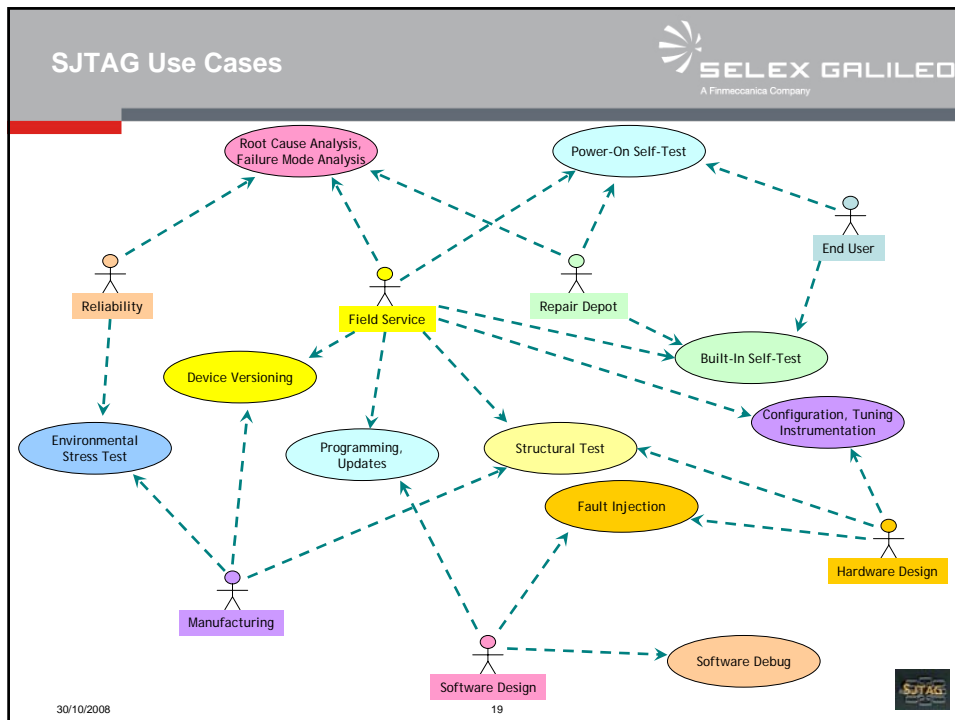 SJTAG Use Cases
SELEX GALILEO
A Finmeccanica Company
Root Cause Analysis,
Failure Mode Analysis
Power-On Self-Test
End User
Reliability
Field Service
Repair Depot
Device Versioning
Built-In Self-Test
Configuration, Tuning
Instrumentation
Environmental
Stress Test
Programming,
Updates
Structural Test
Fault Injection
Hardware Design
Manufacturing
Software Design
Software Debug
30/10/2008
19
SJTAG